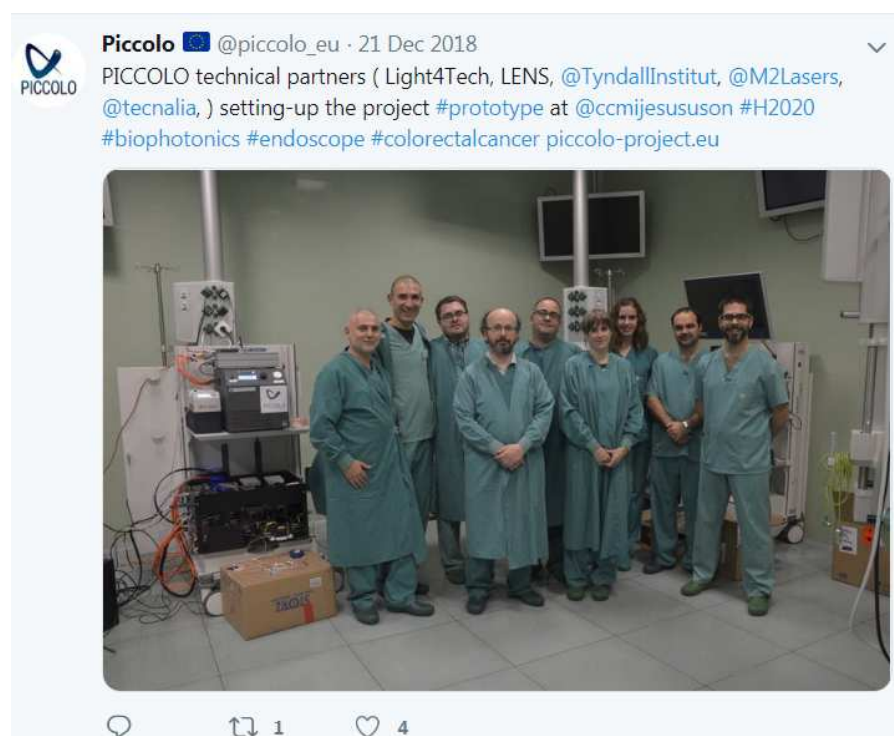 Piccolo @piccolo_eu · 21 Dec 2018
PICCOLO technical partners ( Light4Tech, LENS, @TyndallInstitut, @M2Lasers,
@tecnalia, ) setting-up the project #prototype at @ccmijesususon #H2020
#biophotonics #endoscope #colorectalcancer piccolo-project.eu
PICCOLO
1 4